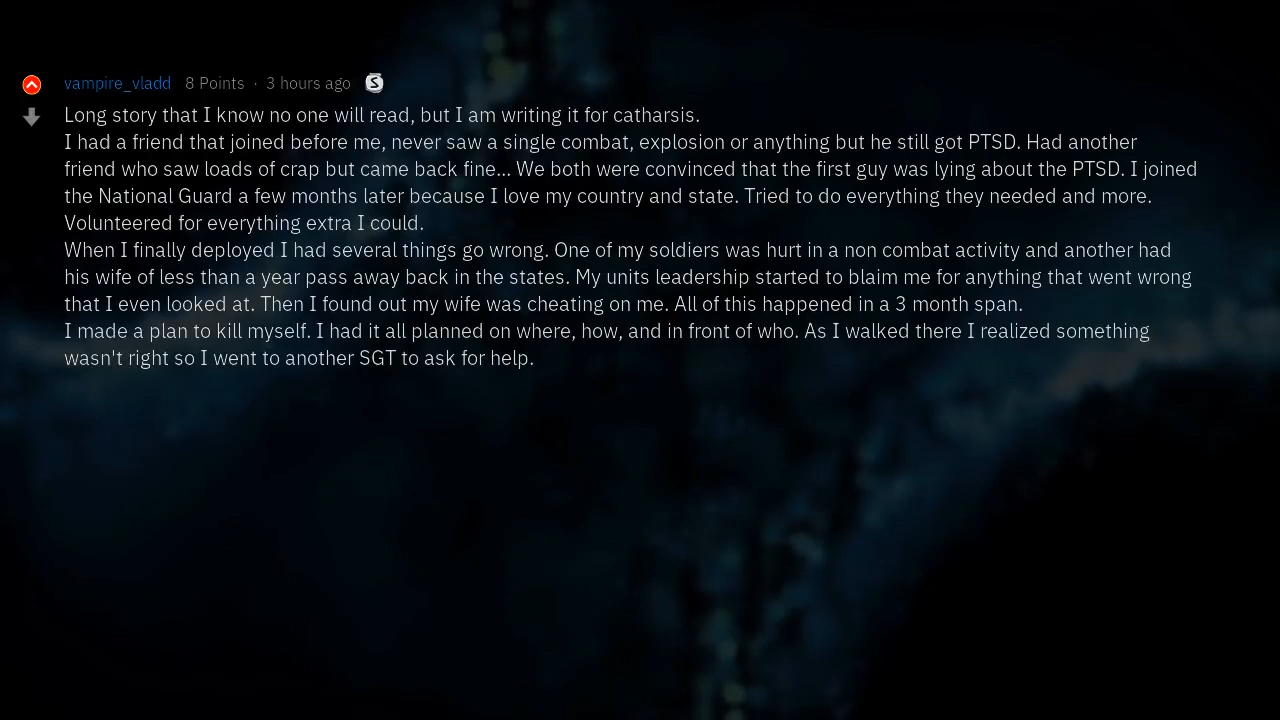 vampire_vladd 8 Points · 3 hours ago S
Long story that I know no one will read, but I am writing it for catharsis.
I had a friend that joined before me, never saw a single combat, explosion or anything but he still got PTSD. Had another
friend who saw loads of crap but came back fine... We both were convinced that the first guy was lying about the PTSD. I joined
the National Guard a few months later because I love my country and state. Tried to do everything they needed and more.
Volunteered for everything extra I could.
When I finally deployed I had several things go wrong. One of my soldiers was hurt in a non combat activity and another had
his wife of less than a year pass away back in the states. My units leadership started to blaim me for anything that went wrong
that I even looked at. Then I found out my wife was cheating on me. All of this happened in a 3 month span.
I made a plan to kill myself. I had it all planned on where, how, and in front of who. As I walked there I realized something
wasn't right so I went to another SGT to ask for help.